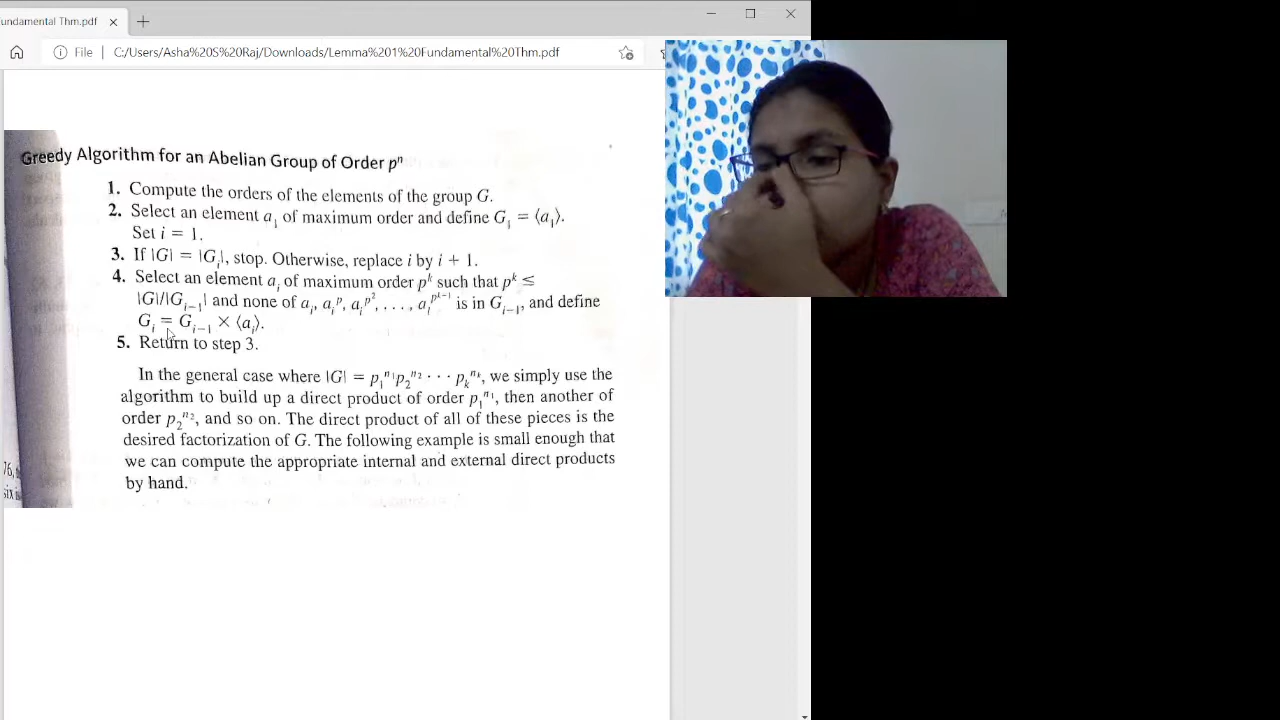 undamental Thm.pdf
File C:/Users/Asha%20S%20Raj/Downloads/Lemma%201%20Fundamental%20Thm.pdf
Greedy Algorithm for an Abelian Group of Order pⁿ
1. Compute the orders of the elements of the group G.
2. Select an element a₁ of maximum order and define G₁ = ⟨a₁⟩.
Set i = 1.
3. If |G| = |Gᵢ|, stop. Otherwise, replace i by i + 1.
4. Select an element aᵢ of maximum order pᵏ such that pᵏ ≤
|G|/|Gᵢ₋₁| and none of aᵢ, aᵢᵖ, aᵢ^{p²}, . . . , aᵢ^{p^{k−1}} is in Gᵢ₋₁, and define
Gᵢ = Gᵢ₋₁ × ⟨aᵢ⟩.
5. Return to step 3.
In the general case where |G| = p₁^{n₁}p₂^{n₂} · · · pₖ^{nₖ}, we simply use the
algorithm to build up a direct product of order p₁^{n₁}, then another of
order p₂^{n₂}, and so on. The direct product of all of these pieces is the
desired factorization of G. The following example is small enough that
we can compute the appropriate internal and external direct products
by hand.
76,
six